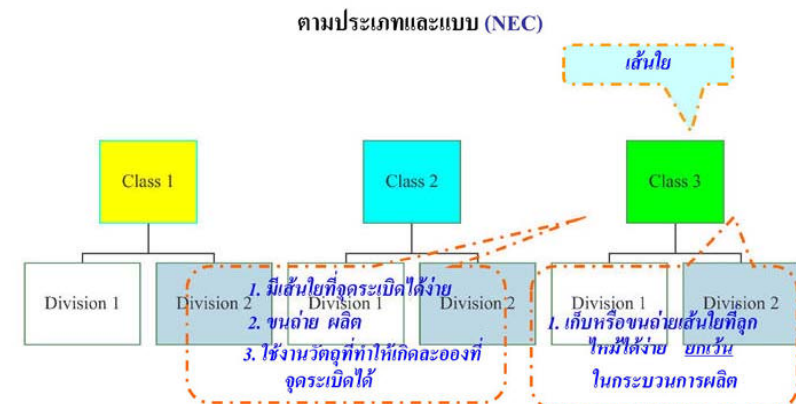 ตามประเภทและแบบ (NEC)
เส้นใย
Class 1
Class 2
Class 3
Division 1
Division 2
Division 1
Division 2
Division 1
Division 2
1. มีเส้นใยที่จุดระเบิดได้ง่าย
2. ขนถ่าย ผลิต
3. ใช้งานวัตถุที่ทำให้เกิดละอองที่
จุดระเบิดได้
1. เก็บหรือขนถ่ายเส้นใยที่ลุก
ไหม้ได้ง่าย ยกเว้น
ในกระบวนการผลิต